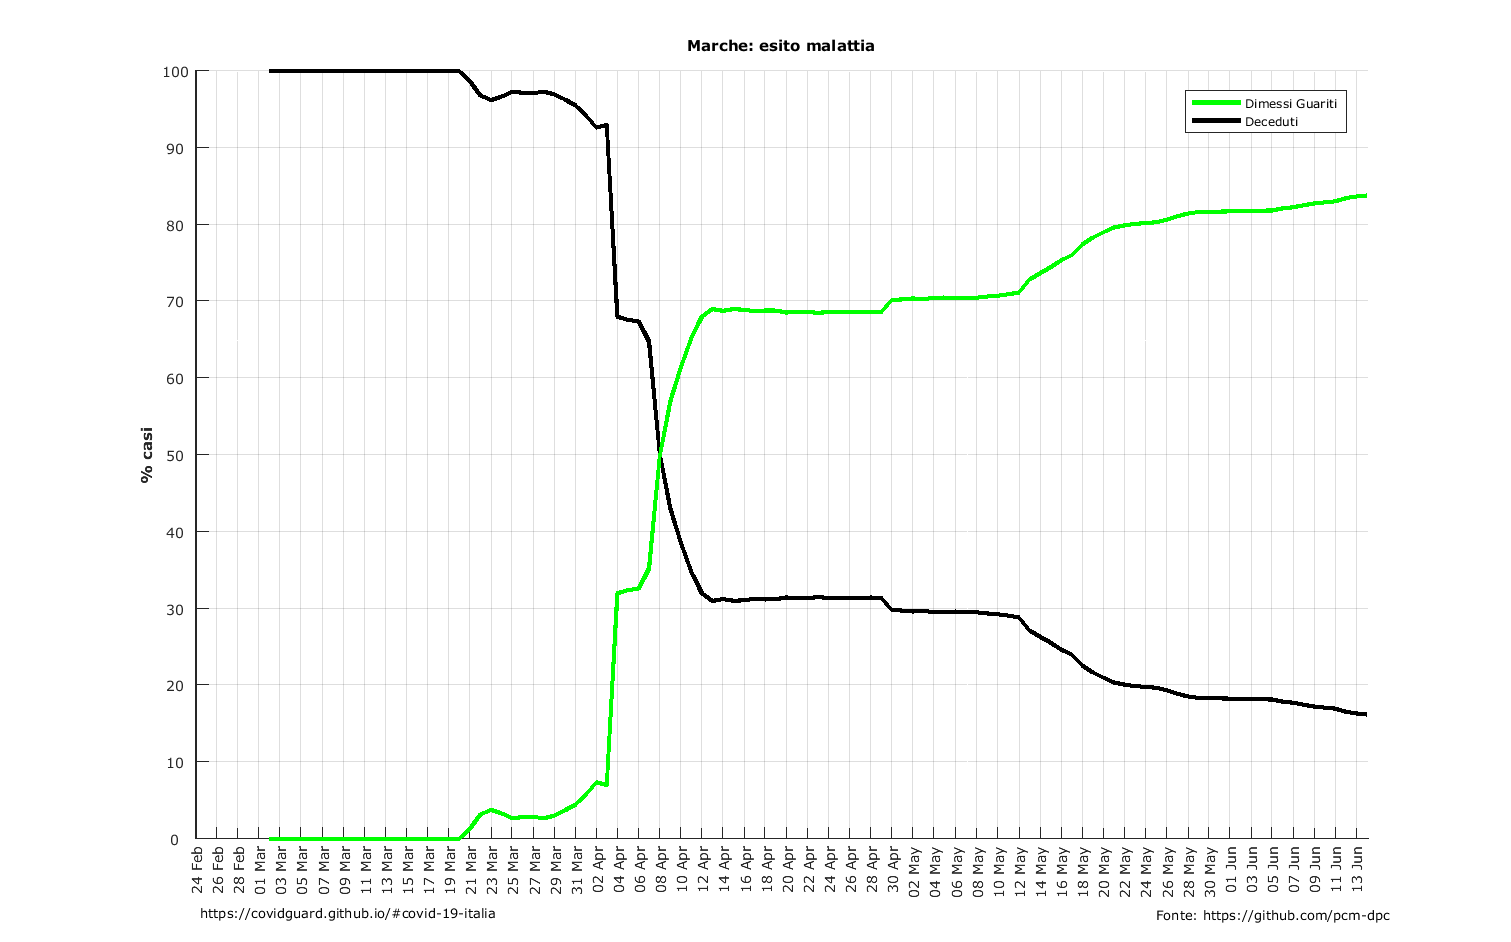 Marche: esito malattia
Dimessi Guariti
Deceduti
% casi
100
90
80
70
60
50
40
30
20
10
0
24 Feb
26 Feb
28 Feb
01 Mar
03 Mar
05 Mar
07 Mar
09 Mar
11 Mar
13 Mar
15 Mar
17 Mar
19 Mar
21 Mar
23 Mar
25 Mar
27 Mar
29 Mar
31 Mar
02 Apr
04 Apr
06 Apr
08 Apr
10 Apr
12 Apr
14 Apr
16 Apr
18 Apr
20 Apr
22 Apr
24 Apr
26 Apr
28 Apr
30 Apr
02 May
04 May
06 May
08 May
10 May
12 May
14 May
16 May
18 May
20 May
22 May
24 May
26 May
28 May
30 May
01 Jun
03 Jun
05 Jun
07 Jun
09 Jun
11 Jun
13 Jun
https://covidguard.github.io/#covid-19-italia
Fonte: https://github.com/pcm-dpc